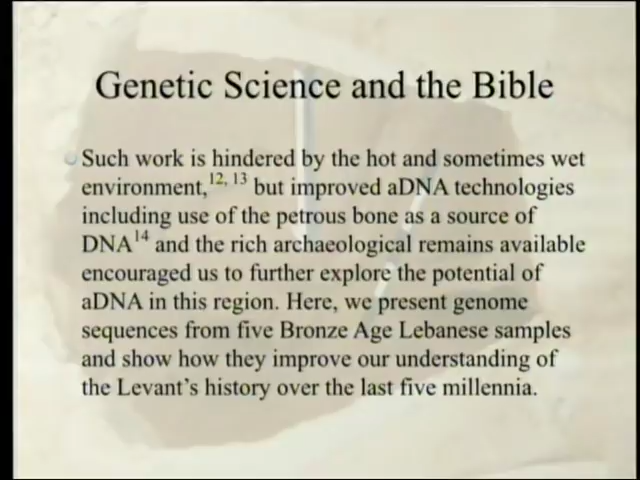 Genetic Science and the Bible
Such work is hindered by the hot and sometimes wet
environment,12, 13 but improved aDNA technologies
including use of the petrous bone as a source of
DNA14 and the rich archaeological remains available
encouraged us to further explore the potential of
aDNA in this region. Here, we present genome
sequences from five Bronze Age Lebanese samples
and show how they improve our understanding of
the Levant’s history over the last five millennia.